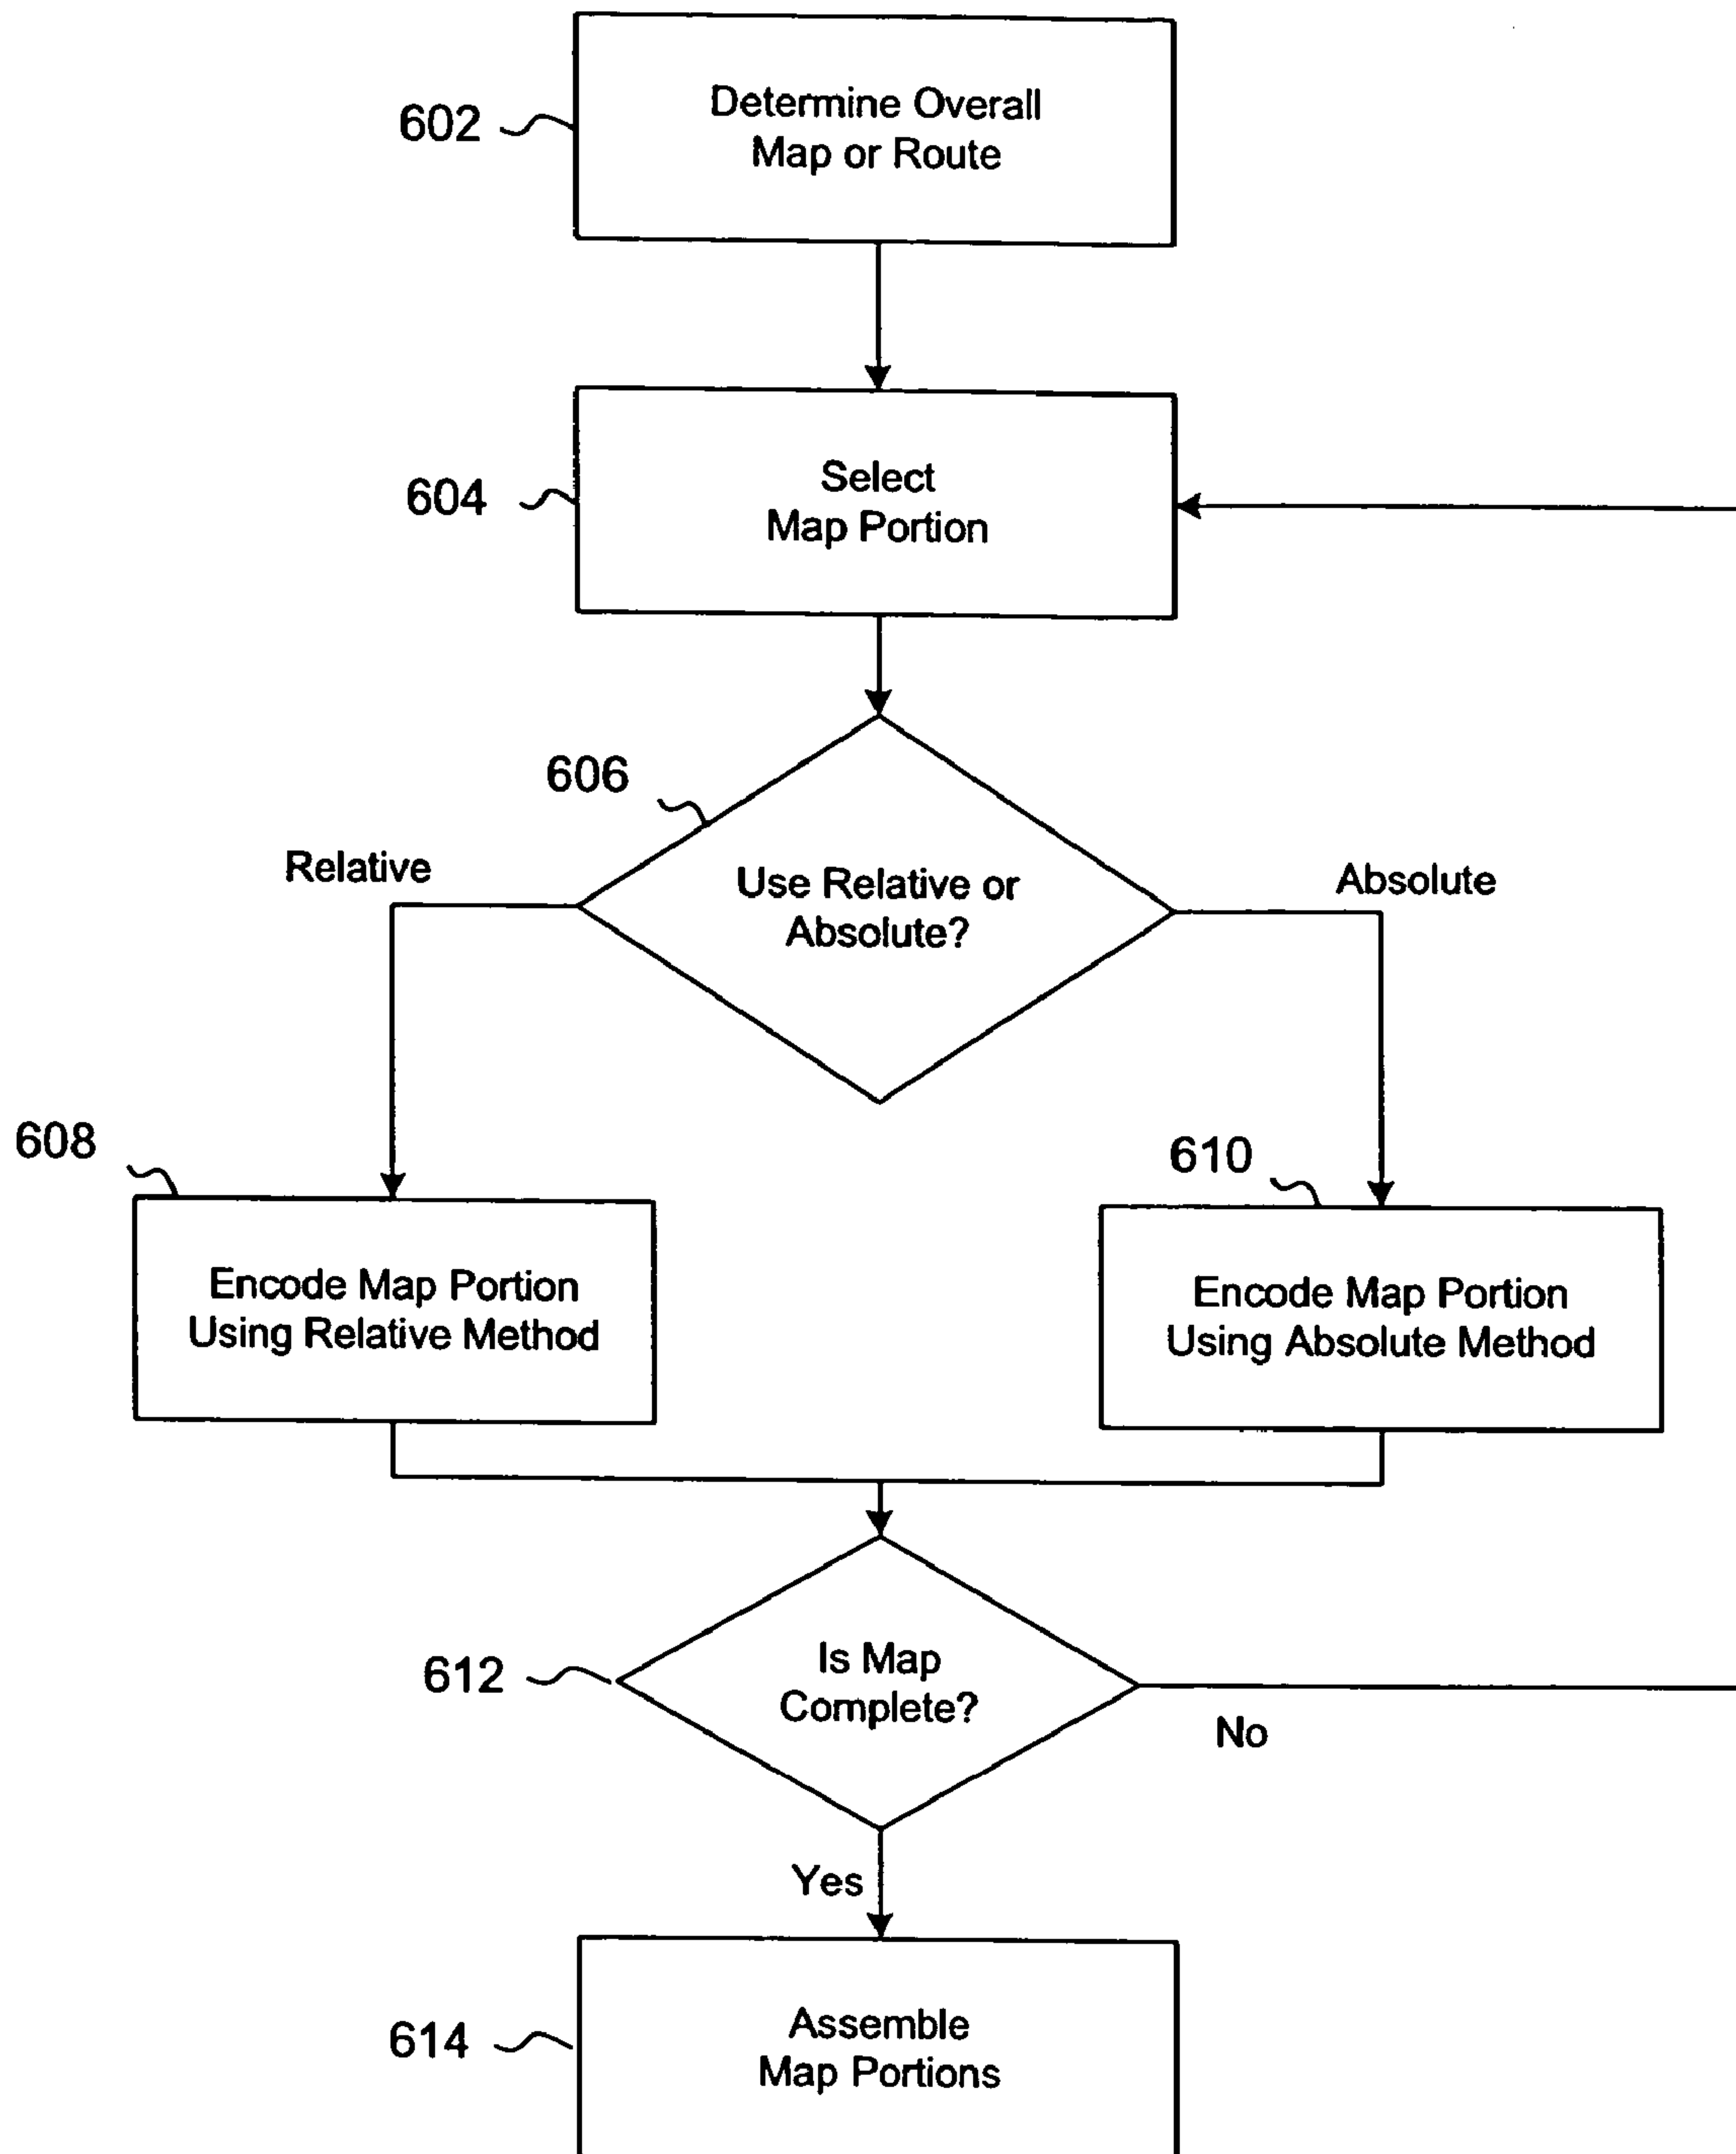 602
Determine Overall
Map or Route
604
Select
Map Portion
606
Relative
Use Relative or
Absolute?
Absolute
608
610
Encode Map Portion
Using Relative Method
Encode Map Portion
Using Absolute Method
612
Is Map
Complete?
No
Yes
614
Assemble
Map Portions